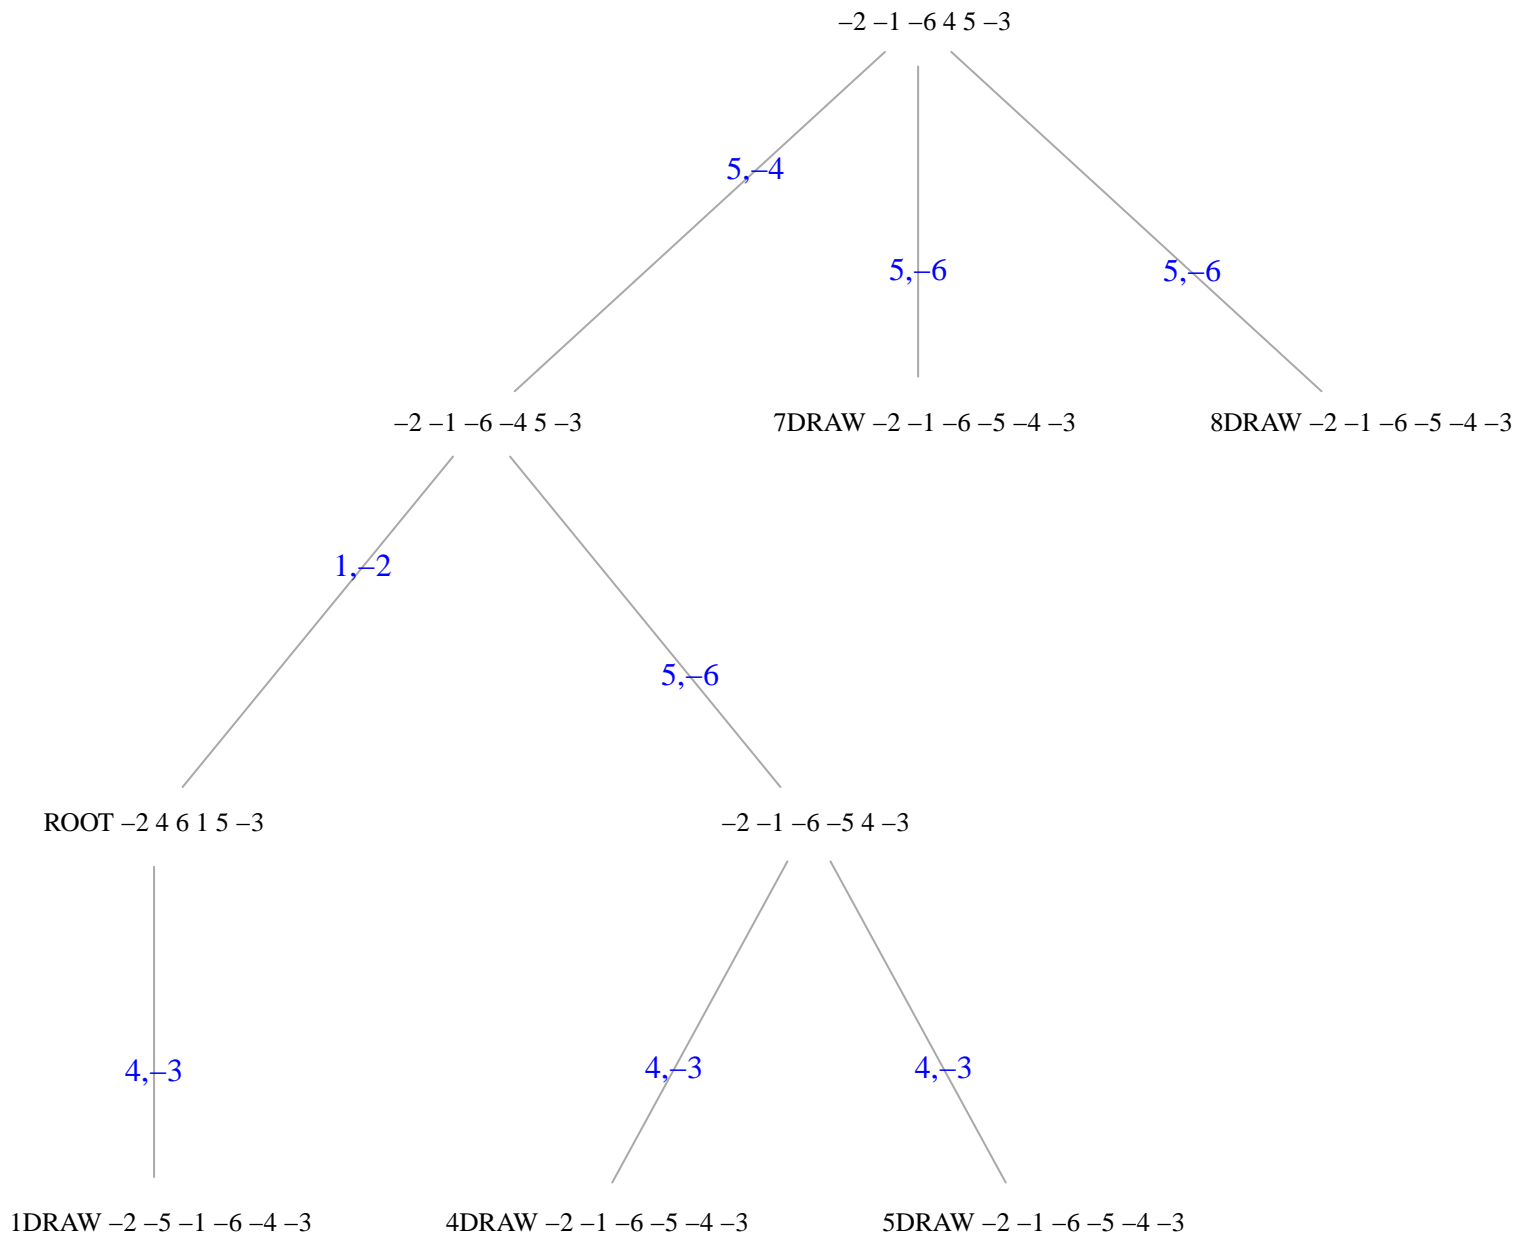 –2 –1 –6 4 5 –3
5,–4
5,–6
5,–6
–2 –1 –6 –4 5 –3
7DRAW –2 –1 –6 –5 –4 –3
8DRAW –2 –1 –6 –5 –4 –3
1,–2
5,–6
ROOT –2 4 6 1 5 –3
–2 –1 –6 –5 4 –3
4,–3
4,–3
4,–3
1DRAW –2 –5 –1 –6 –4 –3
4DRAW –2 –1 –6 –5 –4 –3
5DRAW –2 –1 –6 –5 –4 –3